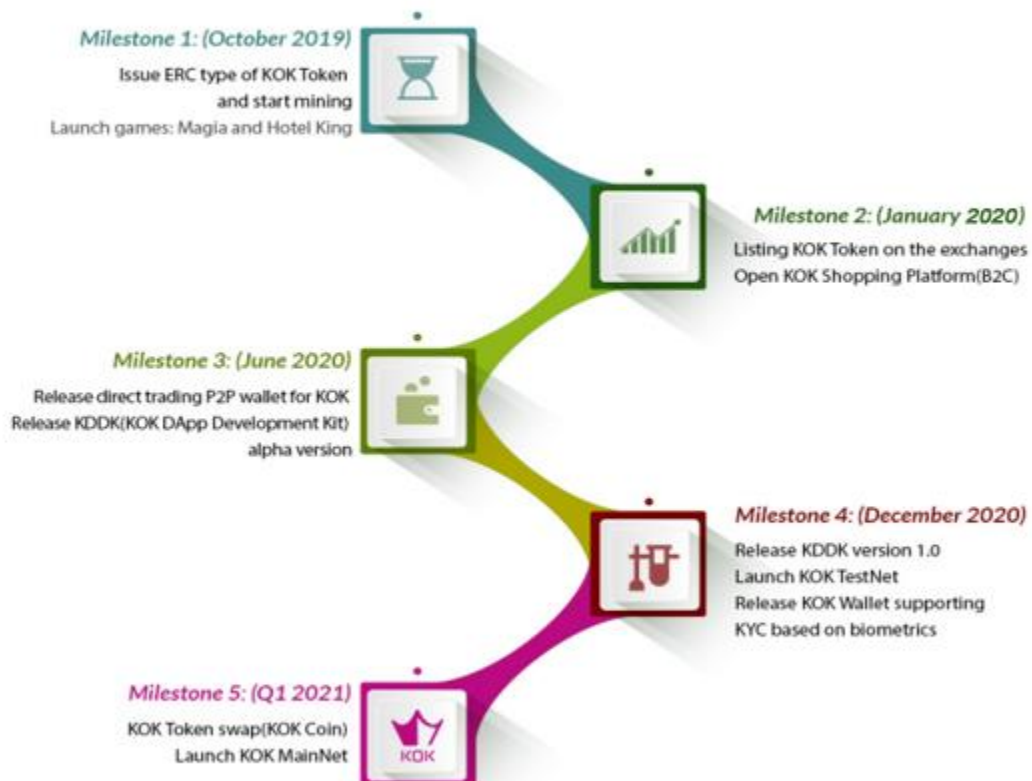 Milestone 1: (October 2019)
Issue ERC type of KOK Token
and start mining
Launch games: Magia and Hotel King
Milestone 2: (January 2020)
Listing KOK Token on the exchanges
Open KOK Shopping Platform(B2C)
Milestone 3: (June 2020)
Release direct trading P2P wallet for KOK
Release KDDK(KOK DApp Development Kit)
alpha version
Milestone 4: (December 2020)
Release KDDK version 1.0
Launch KOK TestNet
Release KOK Wallet supporting
KYC based on biometrics
Milestone 5: (Q1 2021)
KOK Token swap(KOK Coin)
Launch KOK MainNet
KOK